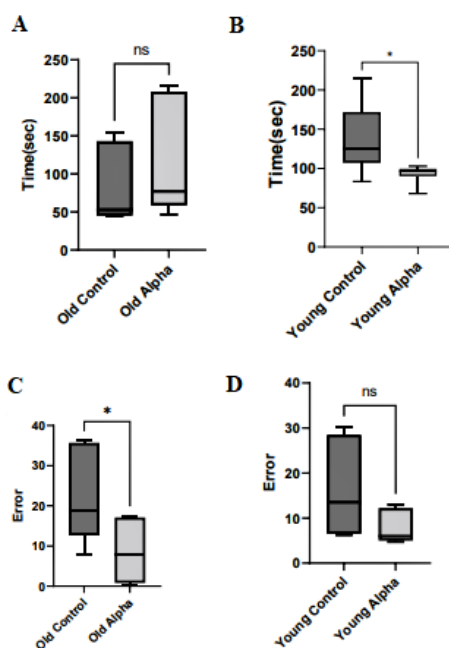 A
ns
250
200
150
100
50
0
Time(sec)
Old Control
Old Alpha
B
*
250
200
150
100
50
0
Time(sec)
Young Control
Young Alpha
C
*
40
30
20
10
0
Error
Old Control
Old Alpha
D
ns
40
30
20
10
0
Error
Young Control
Young Alpha